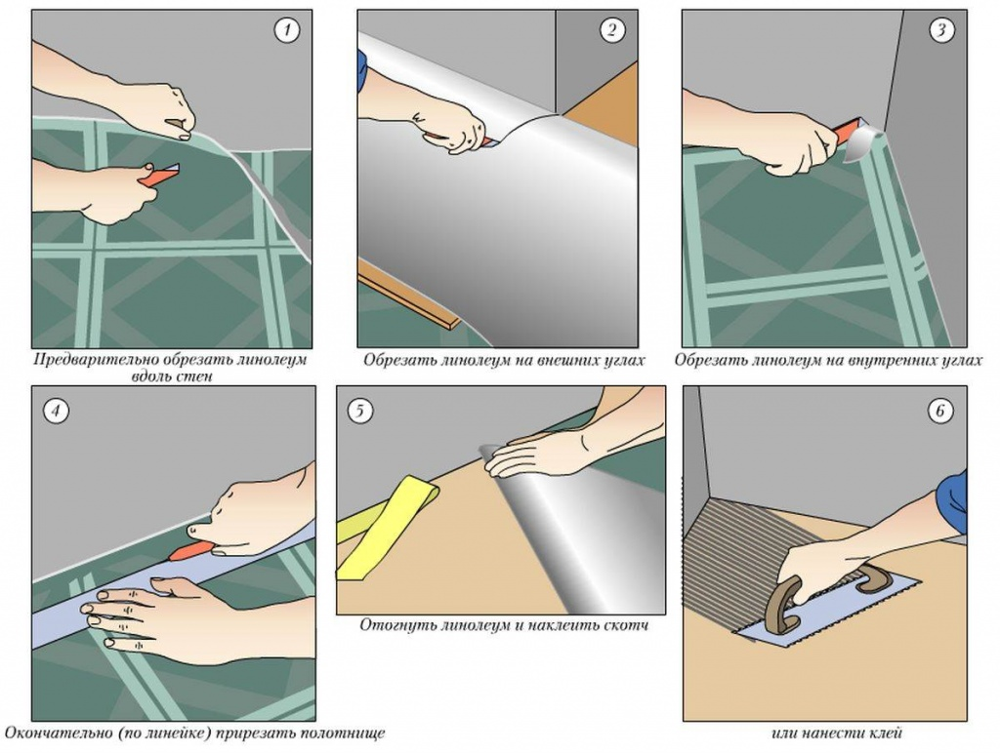 1
2
3
Предварительно обрезать линолеум
вдоль стен
Обрезать линолеум на внешних углах
Обрезать линолеум на внутренних углах
4
5
6
Отогнуть линолеум и наклеить скотч
Окончательно (по линейке) прирезать полотнище
или нанести клей